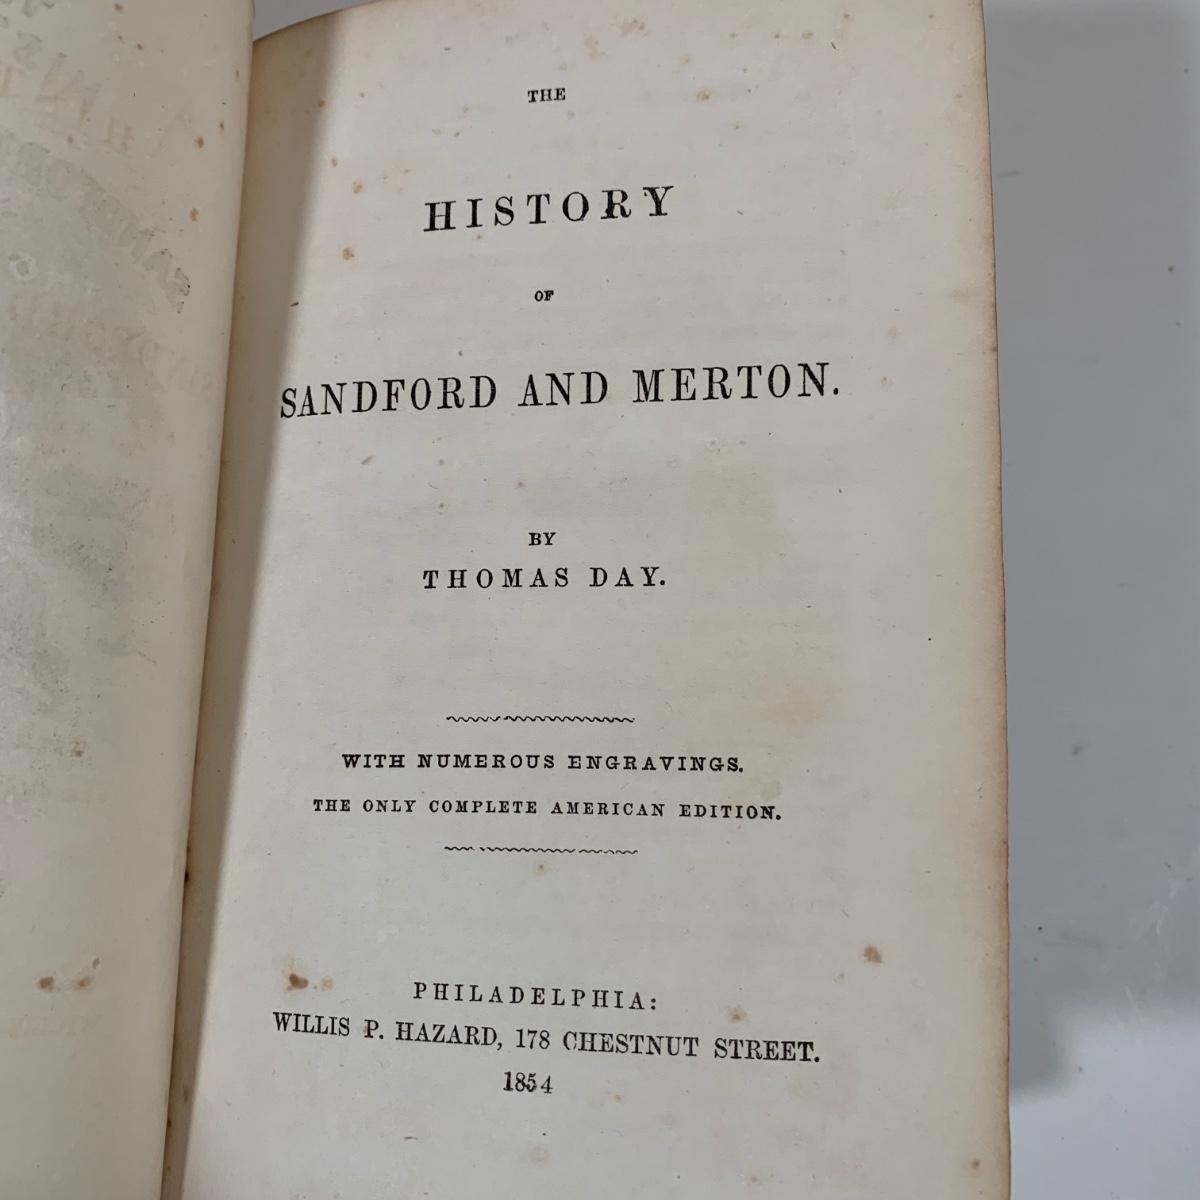 THE
HISTORY
OF
SANDFORD AND MERTON.
BY
THOMAS DAY.
WITH NUMEROUS ENGRAVINGS.
THE ONLY COMPLETE AMERICAN EDITION.
PHILADELPHIA:
WILLIS P. HAZARD, 178 CHESTNUT STREET.
1854